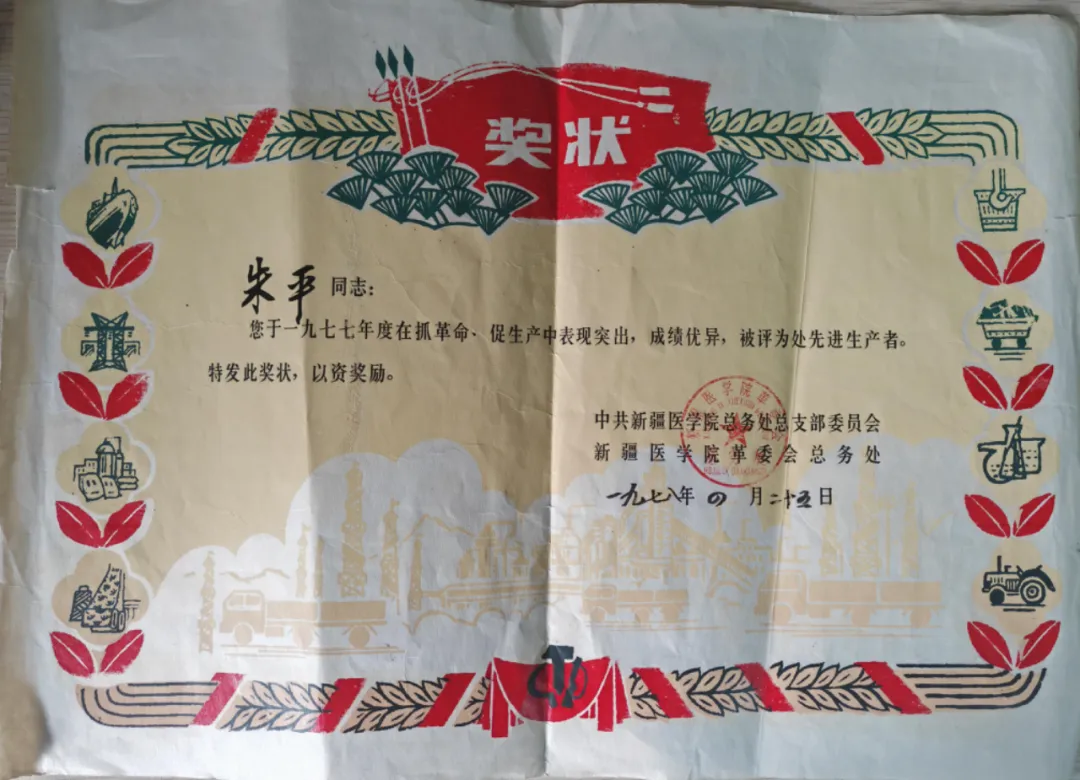 奖状
朱平同志：
您于一九七七年度在抓革命、促生产中表现突出，成绩优异，被评为处先进生产者。
特发此奖状，以资奖励。
中共新疆医学院总务处总支部委员会
新疆医学院革委会总务处
一九七八年四月二十五日